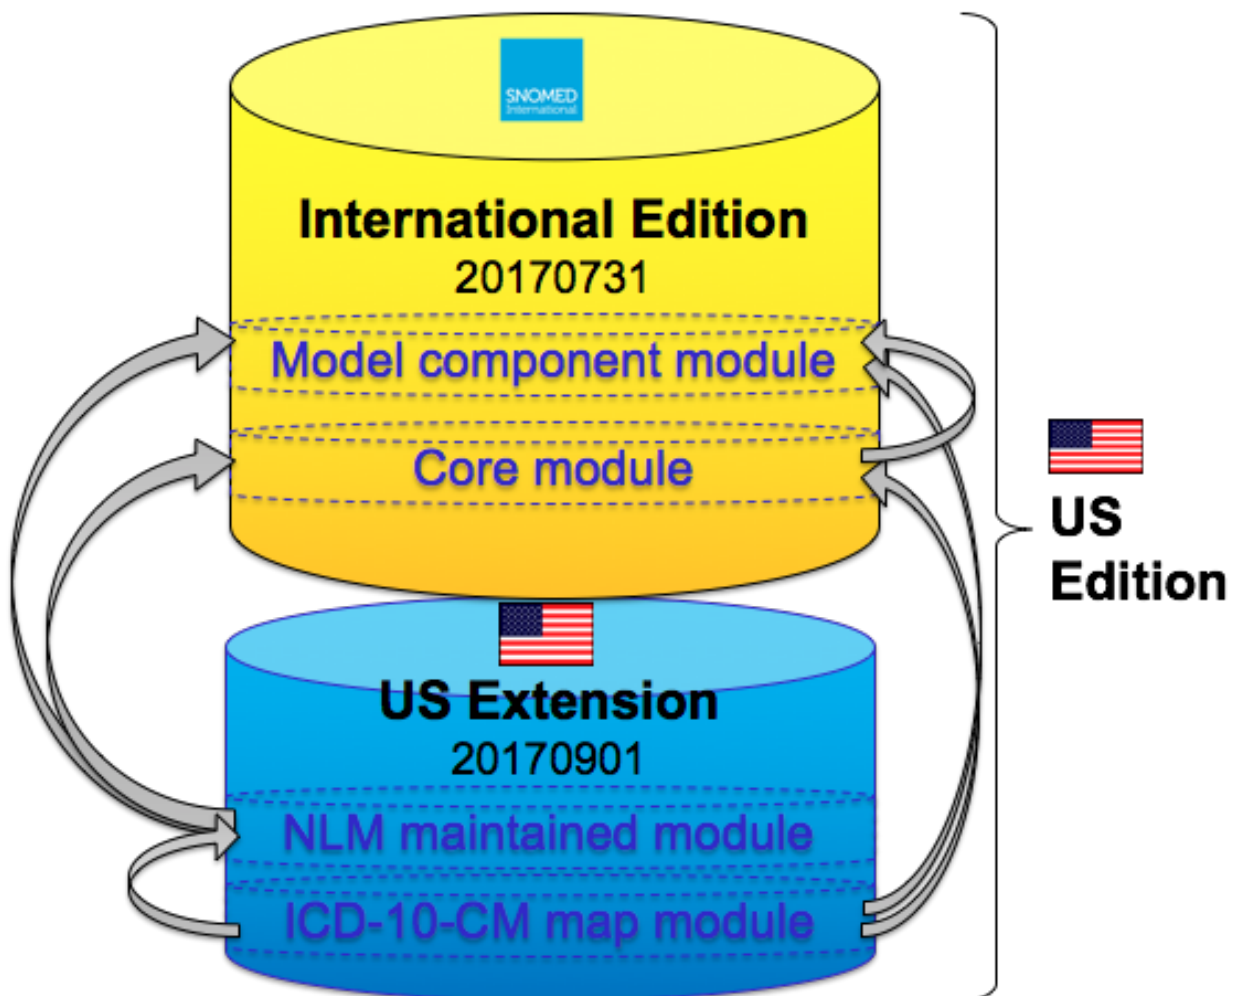 SNOMED
International
International Edition
20170731
Model component module
Core module
US
Edition
US Extension
20170901
NLM maintained module
ICD-10-CM map module